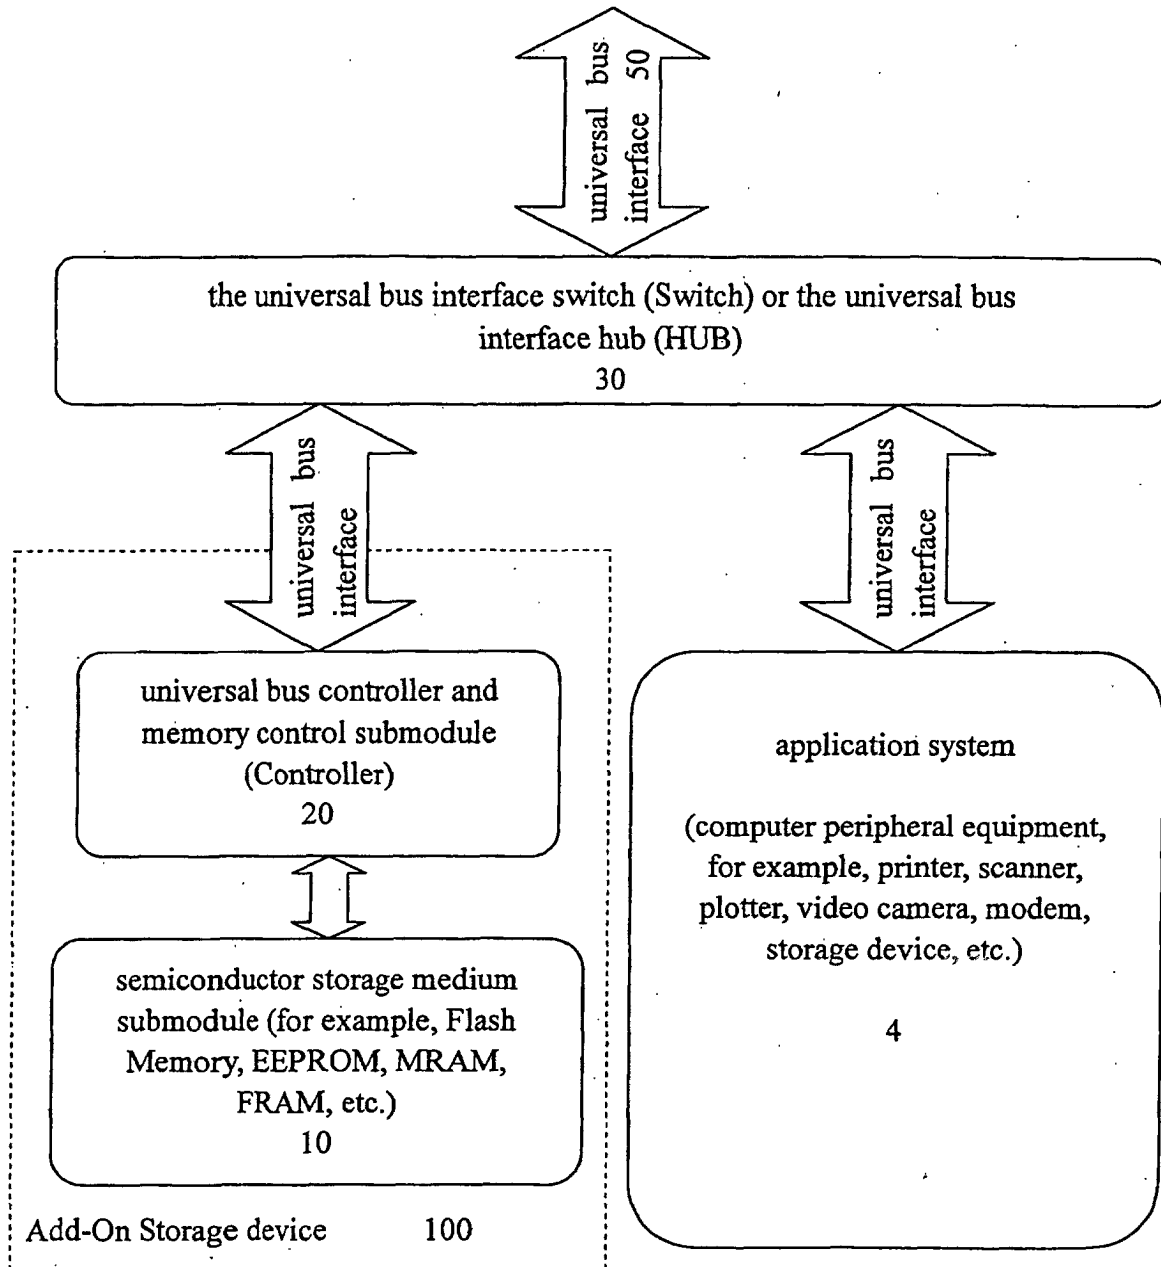 universal bus
interface 50
the universal bus interface switch (Switch) or the universal bus
interface hub (HUB)
30
universal bus
interface
universal bus
interface
universal bus controller and
memory control submodule
(Controller)
20
application system
(computer peripheral equipment,
for example, printer, scanner,
plotter, video camera, modem,
storage device, etc.)
4
semiconductor storage medium
submodule (for example, Flash
Memory, EEPROM, MRAM,
FRAM, etc.)
10
Add-On Storage device 100